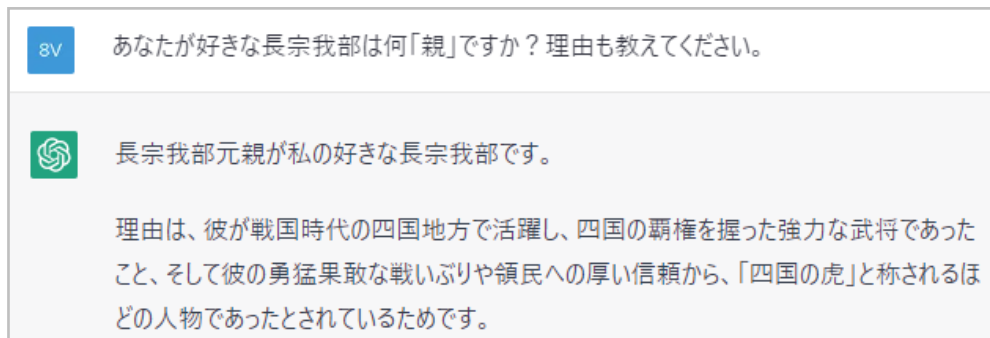 8V
あなたが好きな長宗我部は何「親」ですか？理由も教えてください。
長宗我部元親が私の好きな長宗我部です。
理由は、彼が戦国時代の四国地方で活躍し、四国の覇権を握った強力な武将であった
こと、そして彼の勇猛果敢な戦いぶりや領民への厚い信頼から、「四国の虎」と称されるほ
どの人物であったとされているためです。